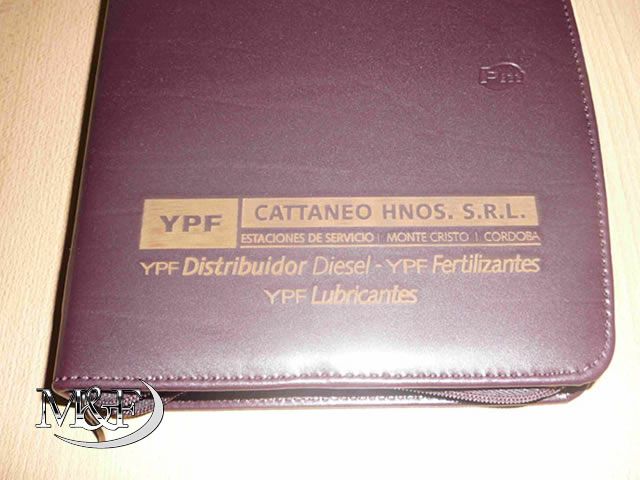 YPF
CATTANEO HNOS. S.R.L.
ESTACIONES DE SERVICIO | MONTE CRISTO | CORDOBA
YPF Distribuidor Diesel - YPF Fertilizantes
YPF Lubricantes
M&F